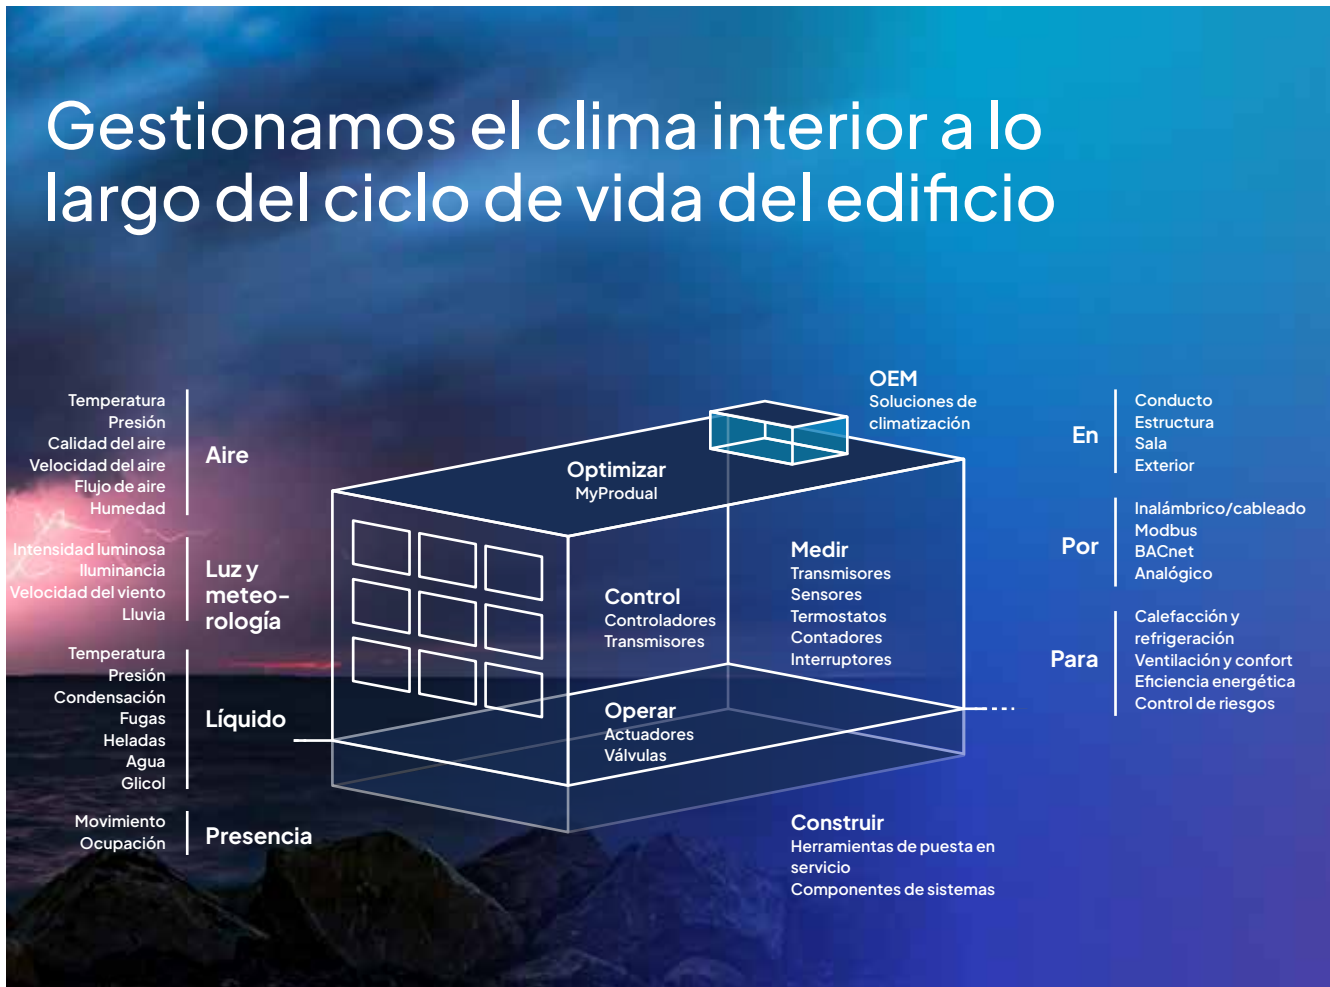 Gestionamos el clima interior a lo
largo del ciclo de vida del edificio
Temperatura
Presión
Calidad del aire
Velocidad del aire
Flujo de aire
Humedad
Aire
Intensidad luminosa
Iluminancia
Velocidad del viento
Lluvia
Luz y
meteo-
rología
Temperatura
Presión
Condensación
Fugas
Heladas
Agua
Glicol
Líquido
Movimiento
Ocupación
Presencia
OEM
Soluciones de
climatización
Optimizar
MyProdual
Control
Controladores
Transmisores
Medir
Transmisores
Sensores
Termostatos
Contadores
Interruptores
Operar
Actuadores
Válvulas
Construir
Herramientas de puesta en
servicio
Componentes de sistemas
En
Conducto
Estructura
Sala
Exterior
Por
Inalámbrico/cableado
Modbus
BACnet
Analógico
Para
Calefacción y
refrigeración
Ventilación y confort
Eficiencia energética
Control de riesgos